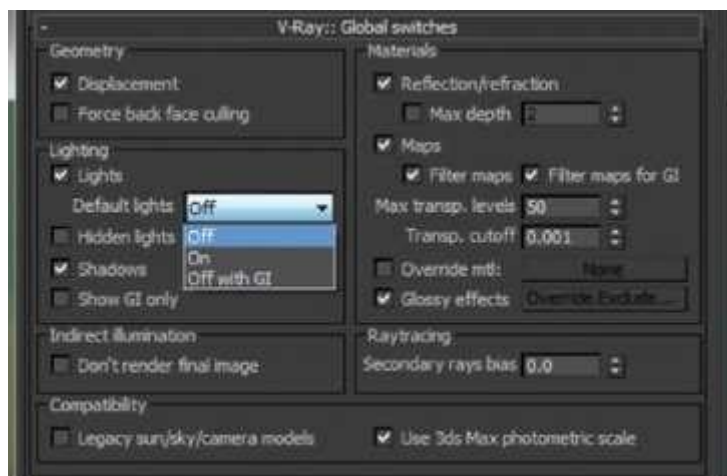 - V-Ray:: Global switches
Geometry
Displacement
Force back face culling
Lighting
Lights
Default lights Off
Off
On
Off with GI
Hidden lights
Shadows
Show GI only
Indirect illumination
Don't render final image
Materials
Reflection/refraction
Max depth 2
Maps
Filter maps Filter maps for GI
Max transp. levels 50
Transp. cutoff 0.001
Override mtl: None
Glossy effects Override Exclude...
Raytracing
Secondary rays bias 0.0
Compatibility
Legacy sun/sky/camera models
Use 3ds Max photometric scale